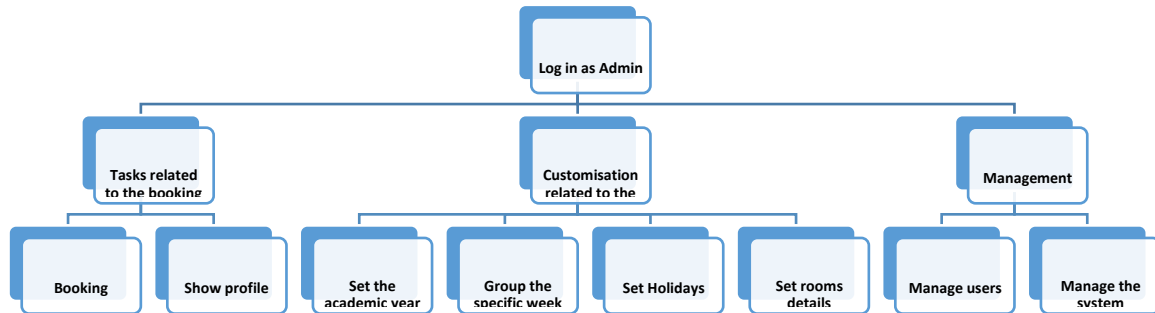 Log in as Admin
Tasks related
to the booking
Customisation
related to the
Management
Booking
Show profile
Set the
academic year
Group the
specific week
Set Holidays
Set rooms
details
Manage users
Manage the
system